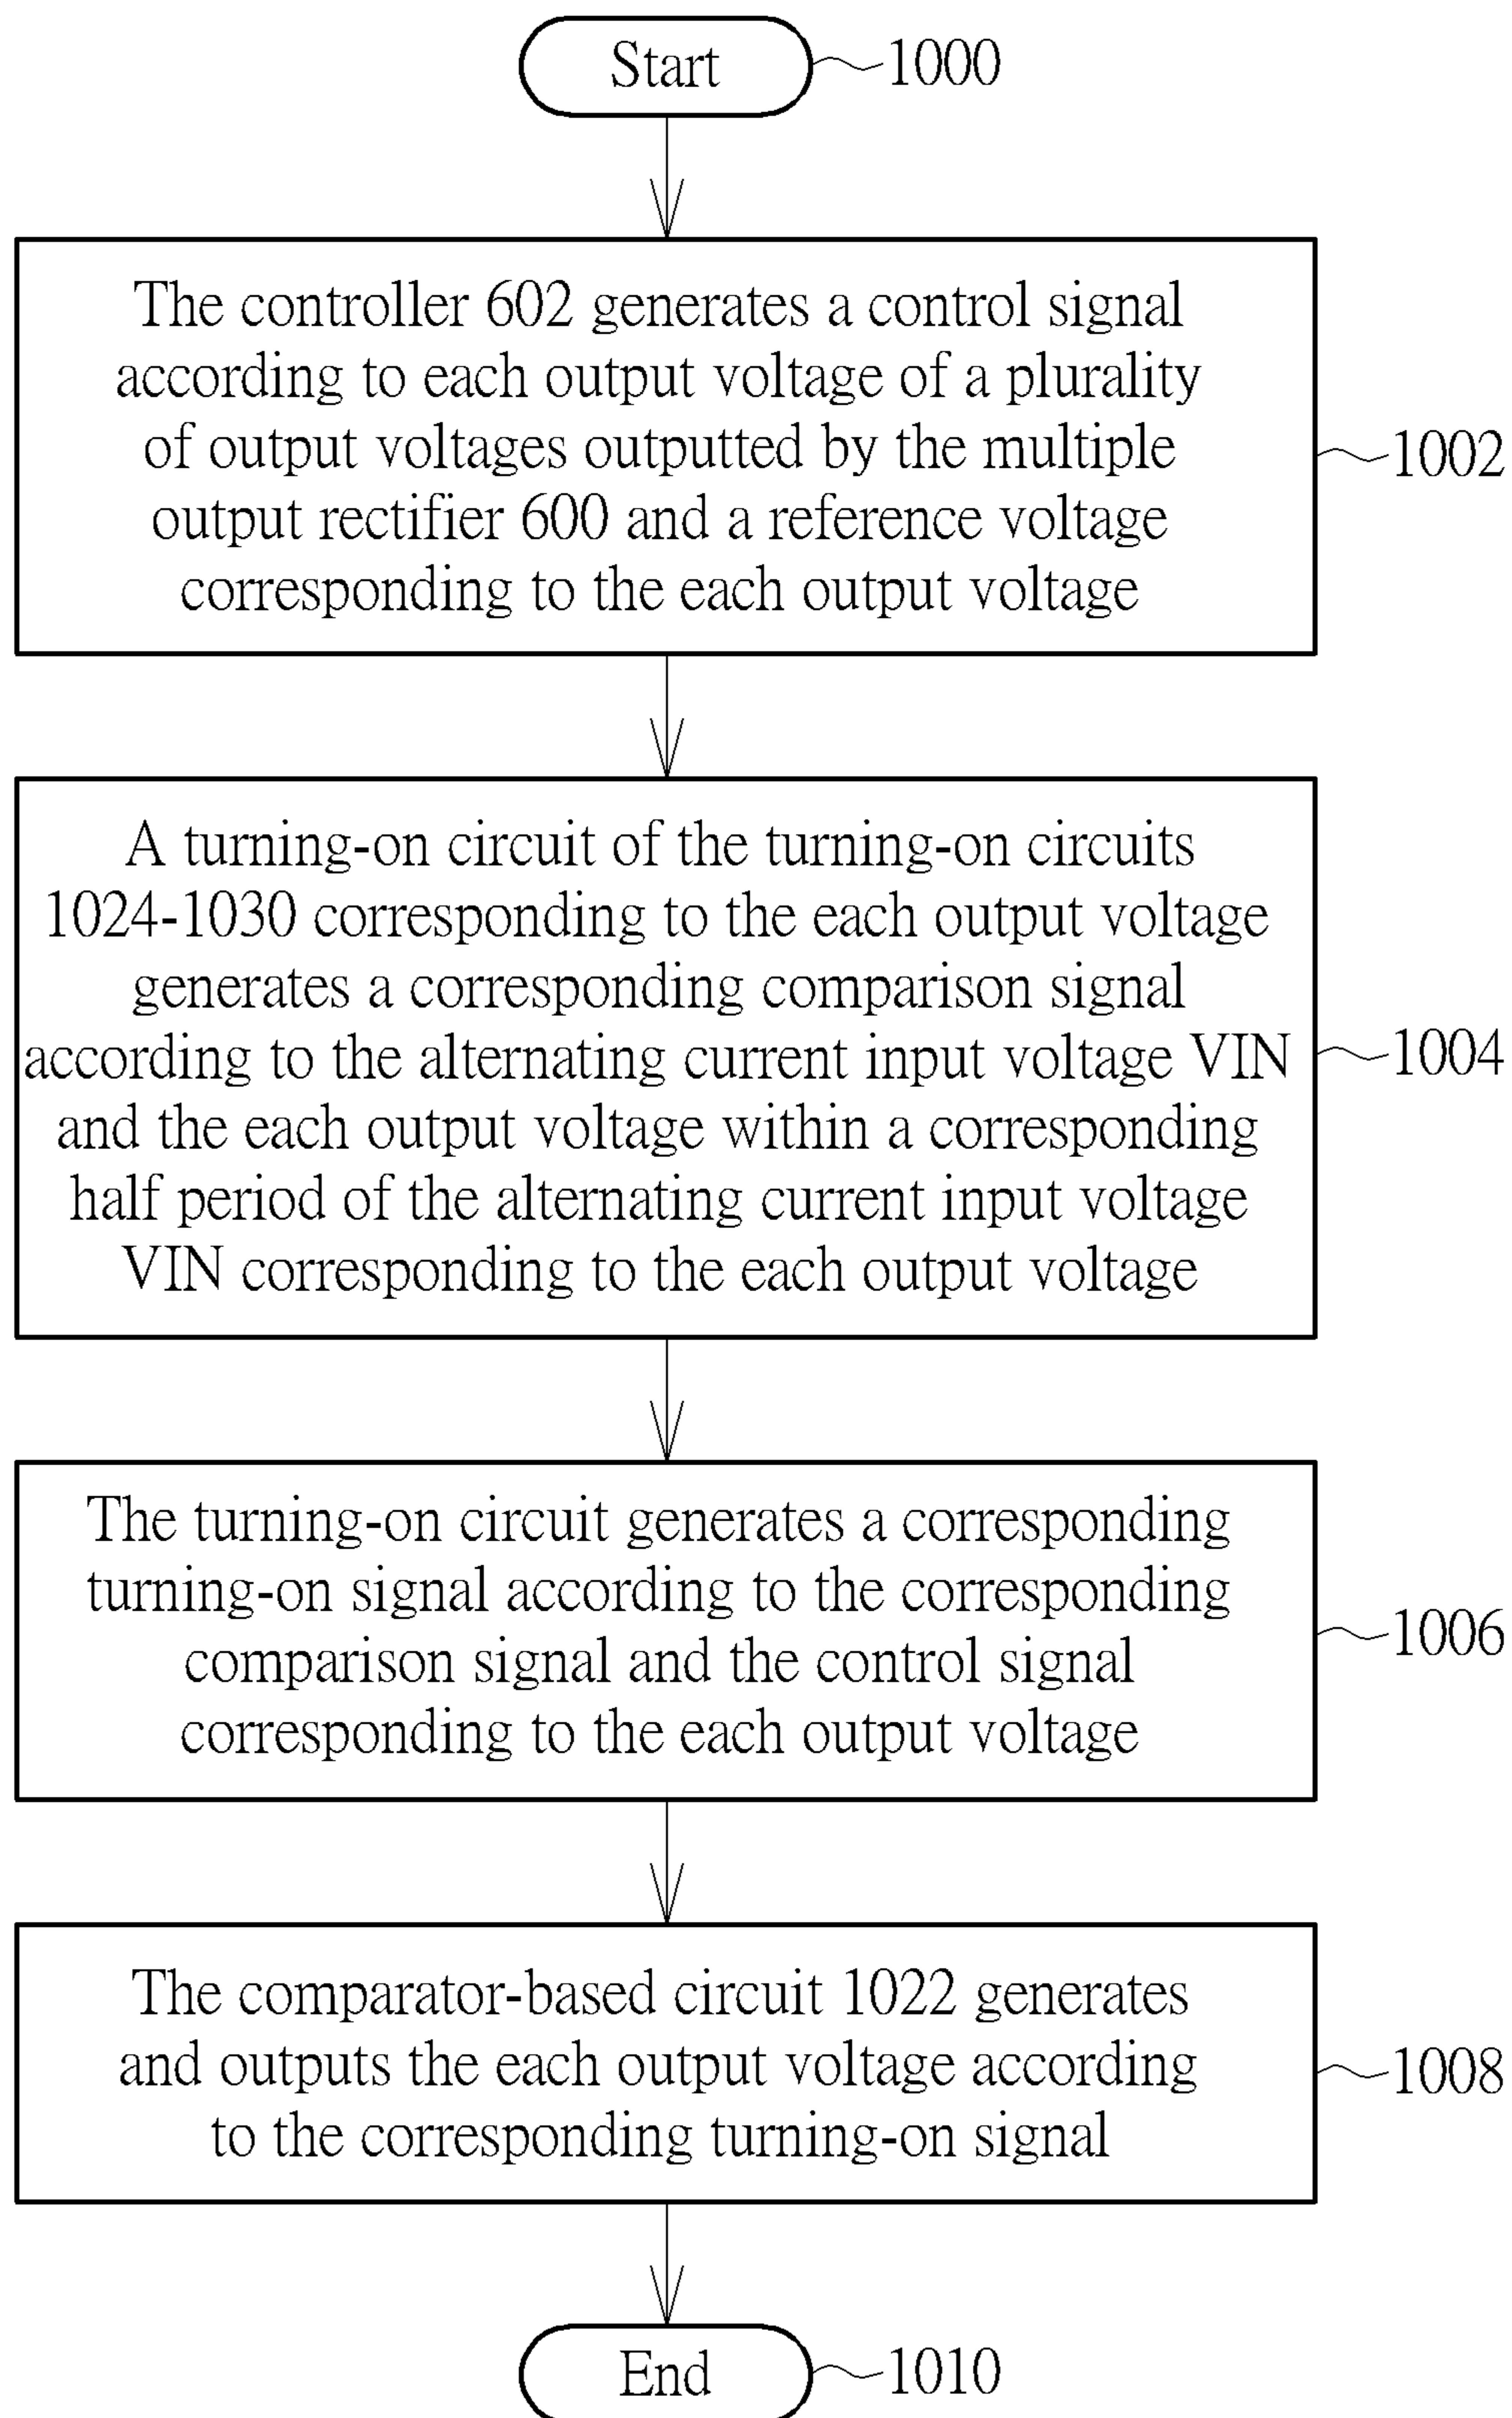 Start
1000
The controller 602 generates a control signal
according to each output voltage of a plurality
of output voltages outputted by the multiple
output rectifier 600 and a reference voltage
corresponding to the each output voltage
1002
A turning-on circuit of the turning-on circuits
1024-1030 corresponding to the each output voltage
generates a corresponding comparison signal
according to the alternating current input voltage VIN
and the each output voltage within a corresponding
half period of the alternating current input voltage
VIN corresponding to the each output voltage
1004
The turning-on circuit generates a corresponding
turning-on signal according to the corresponding
comparison signal and the control signal
corresponding to the each output voltage
1006
The comparator-based circuit 1022 generates
and outputs the each output voltage according
to the corresponding turning-on signal
1008
End
1010